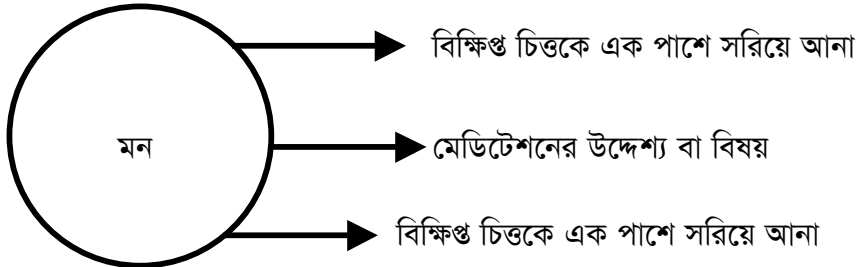 বিক্ষিপ্ত চিত্তকে এক পাশে সরিয়ে আনা
মন
মেডিটেশনের উদ্দেশ্য বা বিষয়
বিক্ষিপ্ত চিত্তকে এক পাশে সরিয়ে আনা